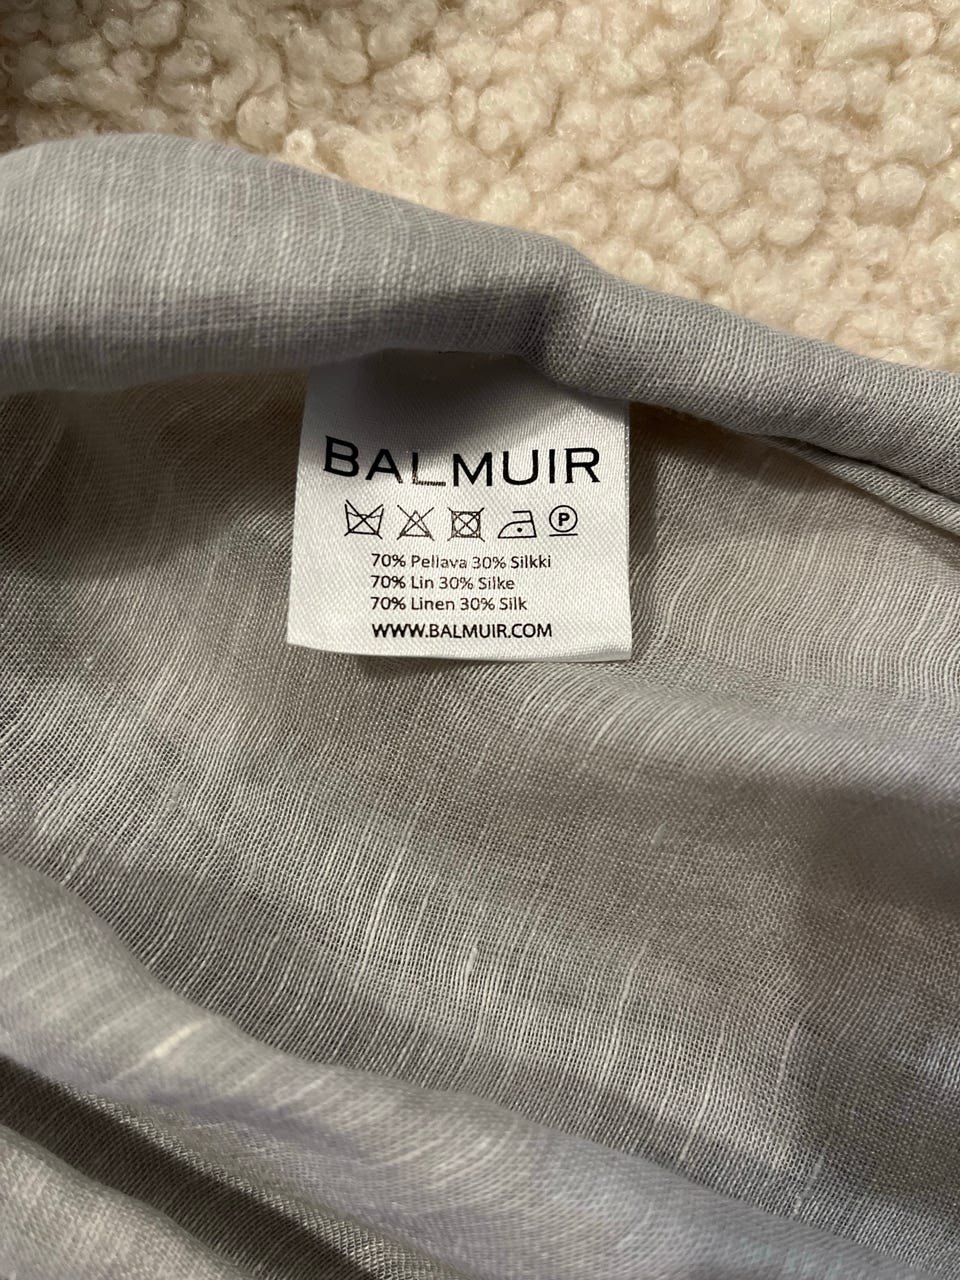 BALMUIR
P
70% Pellava 30% Silkki
70% Lin 30% Silke
70% Linen 30% Silk
WWW.BALMUIR.COM